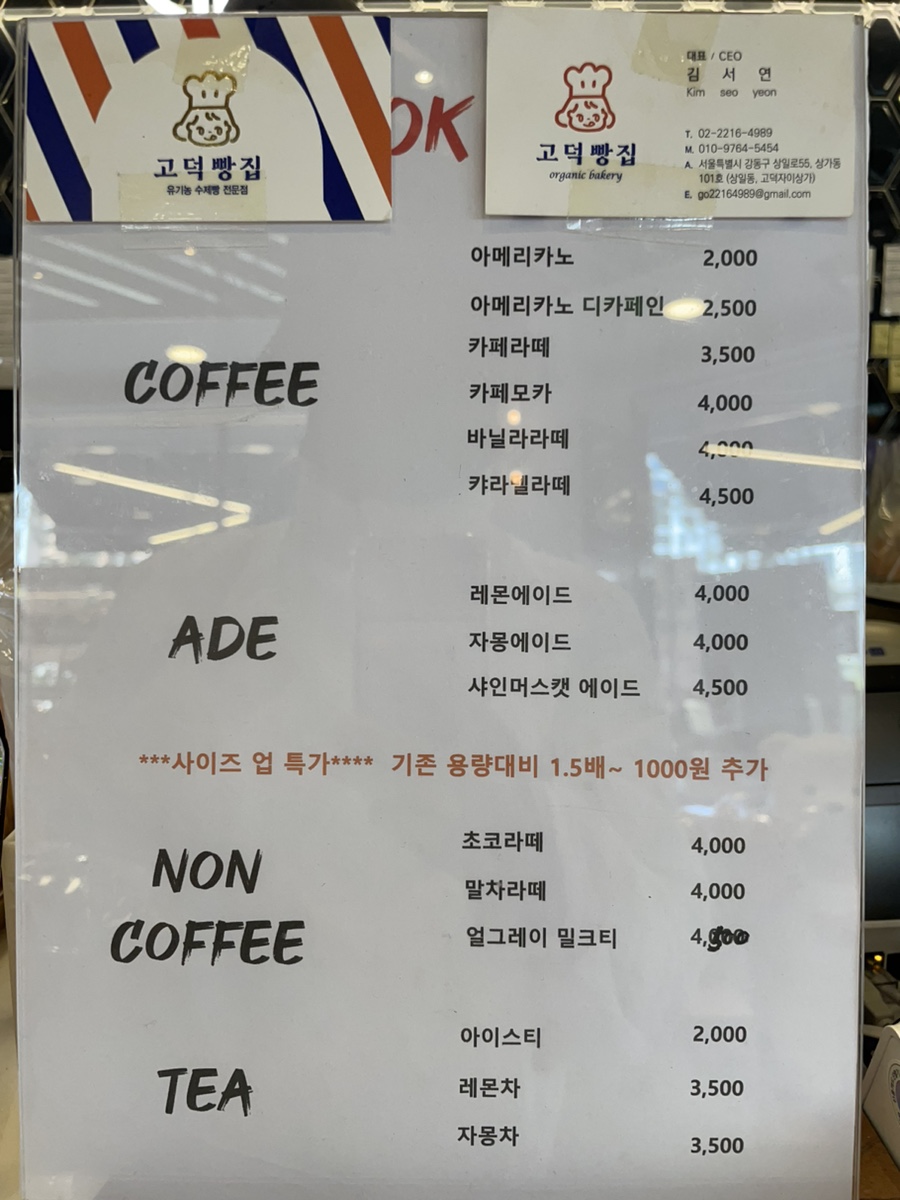 고덕빵집
유기농 수제빵 전문점
OK
고덕빵집
organic bakery
대표 / CEO
김 서 연
Kim seo yeon
T. 02-2216-4989
M. 010-9764-5454
A. 서울특별시 강동구 상일로55, 상가동
101호 (상일동, 고덕자이상가)
E. go22164989@gmail.com
COFFEE
아메리카노 2,000
아메리카노 디카페인 2,500
카페라떼 3,500
카페모카 4,000
바닐라라떼 4,000
캬라멜라떼 4,500
ADE
레몬에이드 4,000
자몽에이드 4,000
샤인머스캣 에이드 4,500
***사이즈 업 특가**** 기존 용량대비 1.5배~ 1000원 추가
NON
COFFEE
초코라떼 4,000
말차라떼 4,000
얼그레이 밀크티 4,500
TEA
아이스티 2,000
레몬차 3,500
자몽차 3,500